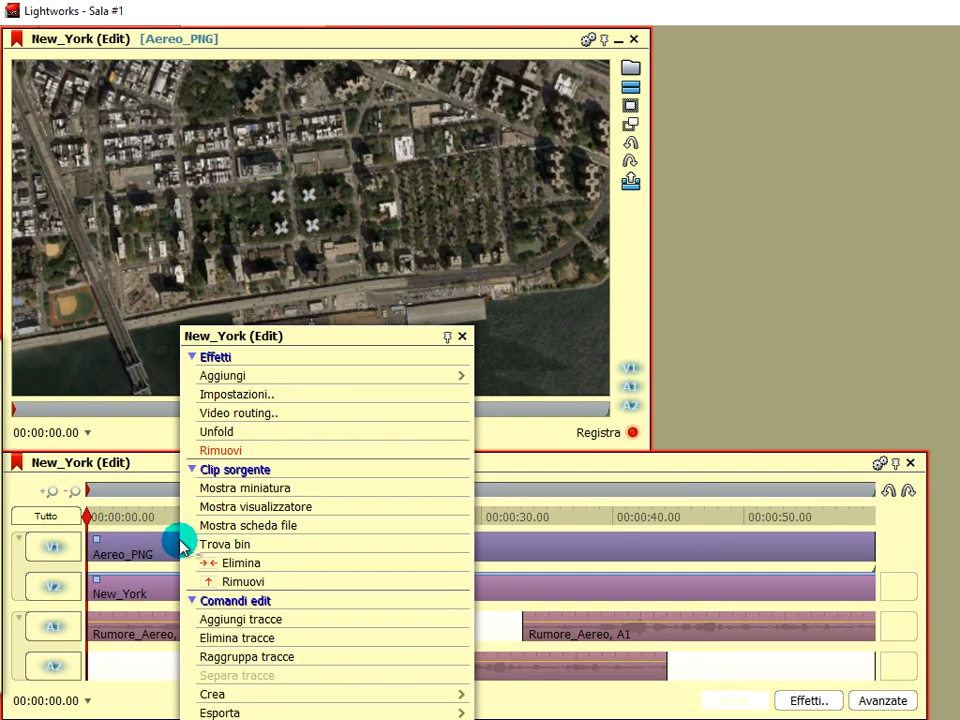 Lightworks - Sala #1
New_York (Edit) [Aereo_PNG]
V1
A1
A2
00:00:00.00
Registra
New_York (Edit)
Effetti
Aggiungi
Impostazioni..
Video routing..
Unfold
Rimuovi
Clip sorgente
Mostra miniatura
Mostra visualizzatore
Mostra scheda file
Trova bin
Elimina
Rimuovi
Comandi edit
Aggiungi tracce
Elimina tracce
Raggruppa tracce
Separa tracce
Crea
Esporta
New_York (Edit)
Tutto
00:00:00.00
00:00:30.00
00:00:40.00
00:00:50.00
V1
Aereo_PNG
V2
New_York
A1
Rumore_Aereo,
Rumore_Aereo, A1
A2
00:00:00.00
Effetti..
Avanzate